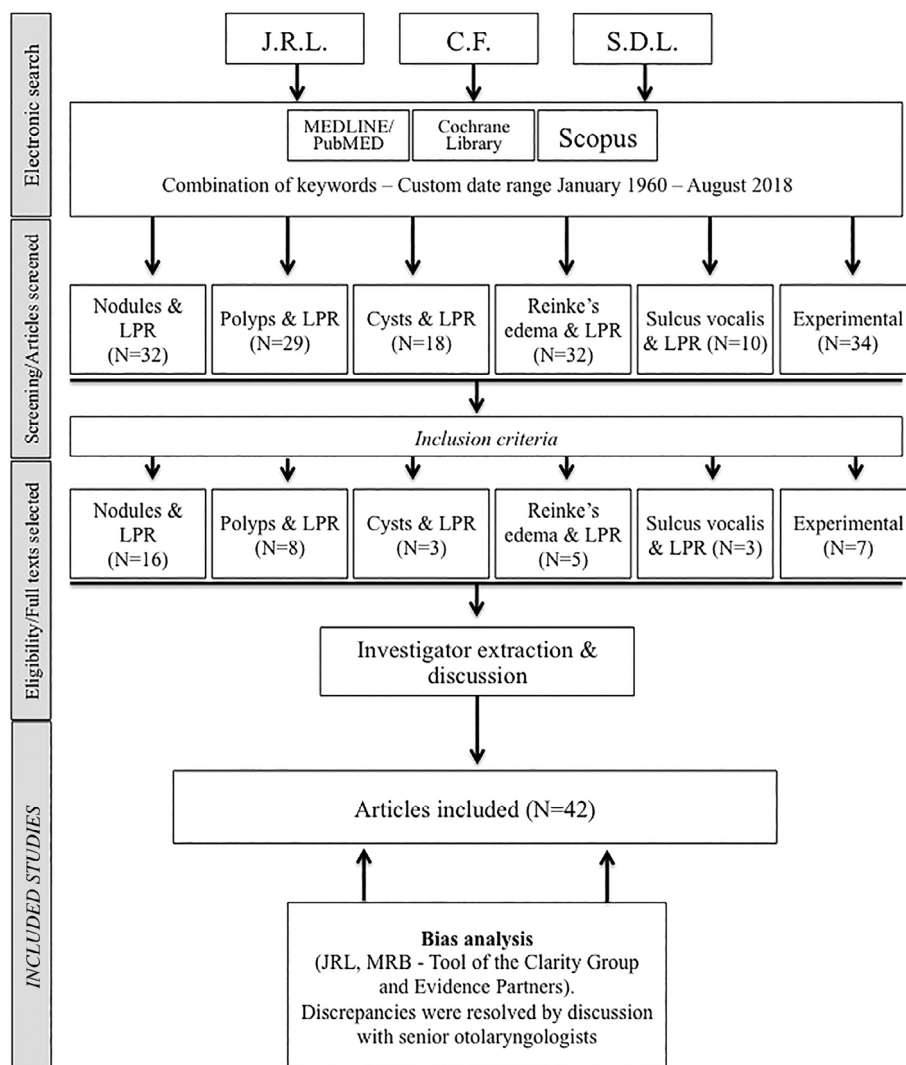 Electronic search
J.R.L.
C.F.
S.D.L.
MEDLINE/
PubMED
Cochrane
Library
Scopus
Combination of keywords – Custom date range January 1960 – August 2018
Screening/Articles screened
Nodules &
LPR
(N=32)
Polyps & LPR
(N=29)
Cysts & LPR
(N=18)
Reinke's
edema & LPR
(N=32)
Sulcus vocalis
& LPR (N=10)
Experimental
(N=34)
Inclusion criteria
Eligibility/Full texts selected
Nodules &
LPR
(N=16)
Polyps & LPR
(N=8)
Cysts & LPR
(N=3)
Reinke's
edema & LPR
(N=5)
Sulcus vocalis
& LPR (N=3)
Experimental
(N=7)
Investigator extraction &
discussion
INCLUDED STUDIES
Articles included (N=42)
Bias analysis
(JRL, MRB - Tool of the Clarity Group
and Evidence Partners).
Discrepancies were resolved by discussion
with senior otolaryngologists